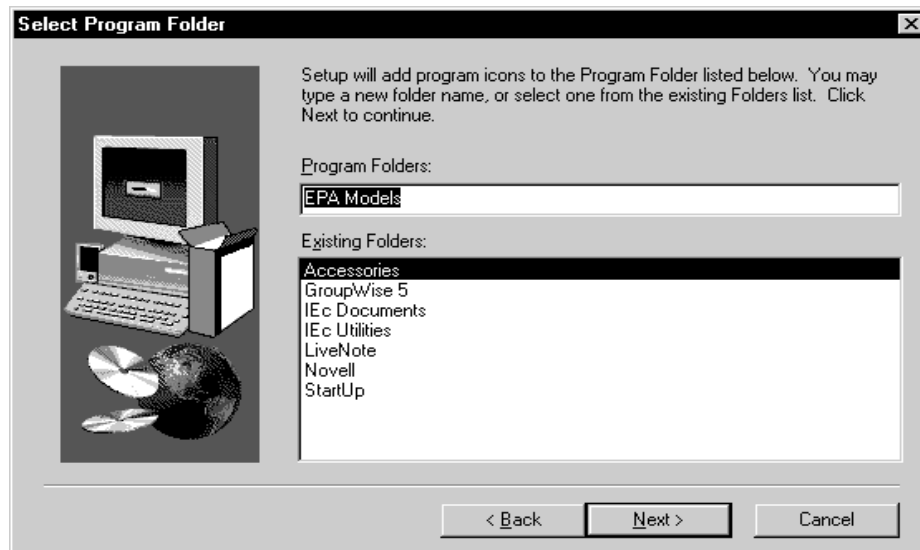 Select Program Folder
Setup will add program icons to the Program Folder listed below. You may
type a new folder name, or select one from the existing Folders list. Click
Next to continue.
Program Folders:
EPA Models
Existing Folders:
Accessories
GroupWise 5
IEc Documents
IEc Utilities
LiveNote
Novell
StartUp
< Back
Next >
Cancel